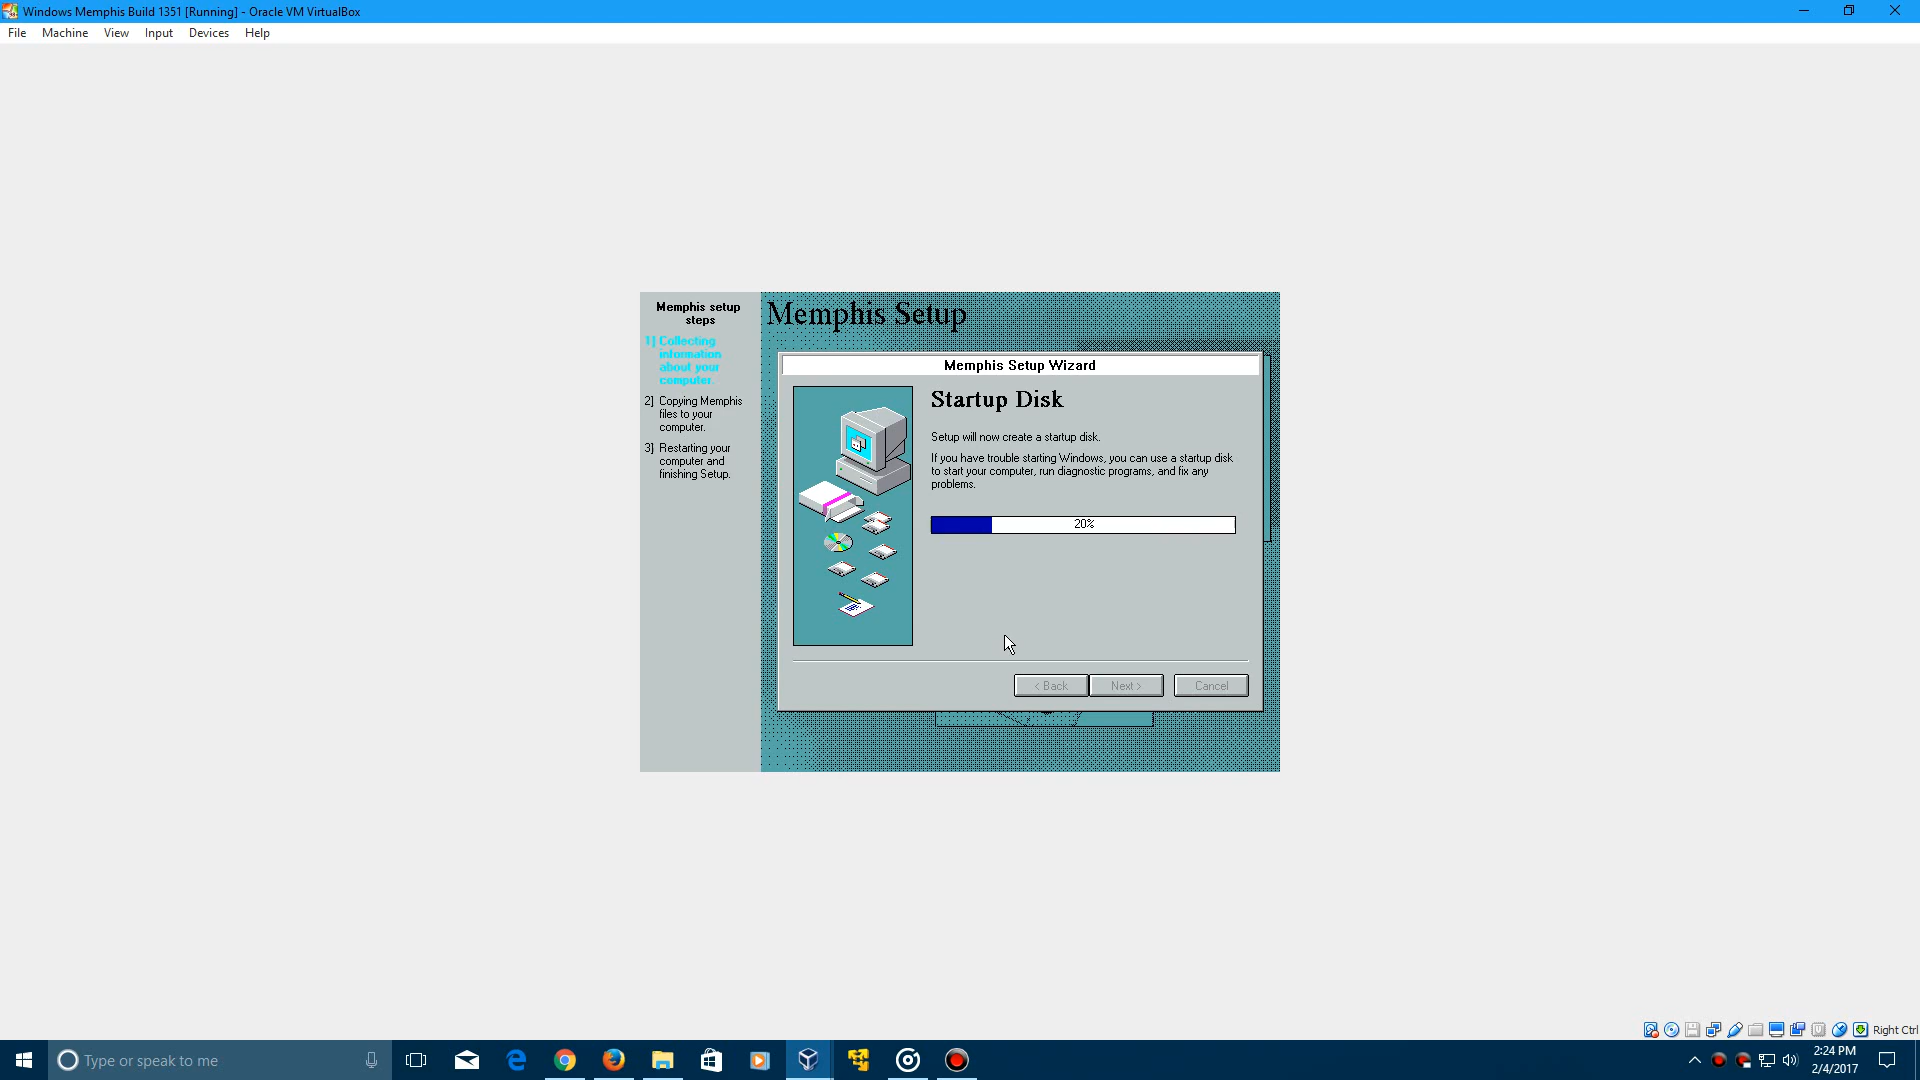 Windows Memphis Build 1351 [Running] - Oracle VM VirtualBox
File Machine View Input Devices Help
Memphis setup
steps
1] Collecting
information
about your
computer.
2] Copying Memphis
files to your
computer.
3] Restarting your
computer and
finishing Setup.
Memphis Setup
Memphis Setup Wizard
Startup Disk
Setup will now create a startup disk.
If you have trouble starting Windows, you can use a startup disk
to start your computer, run diagnostic programs, and fix any
problems.
20%
< Back Next > Cancel
Right Ctrl
Type or speak to me
2:24 PM
2/4/2017